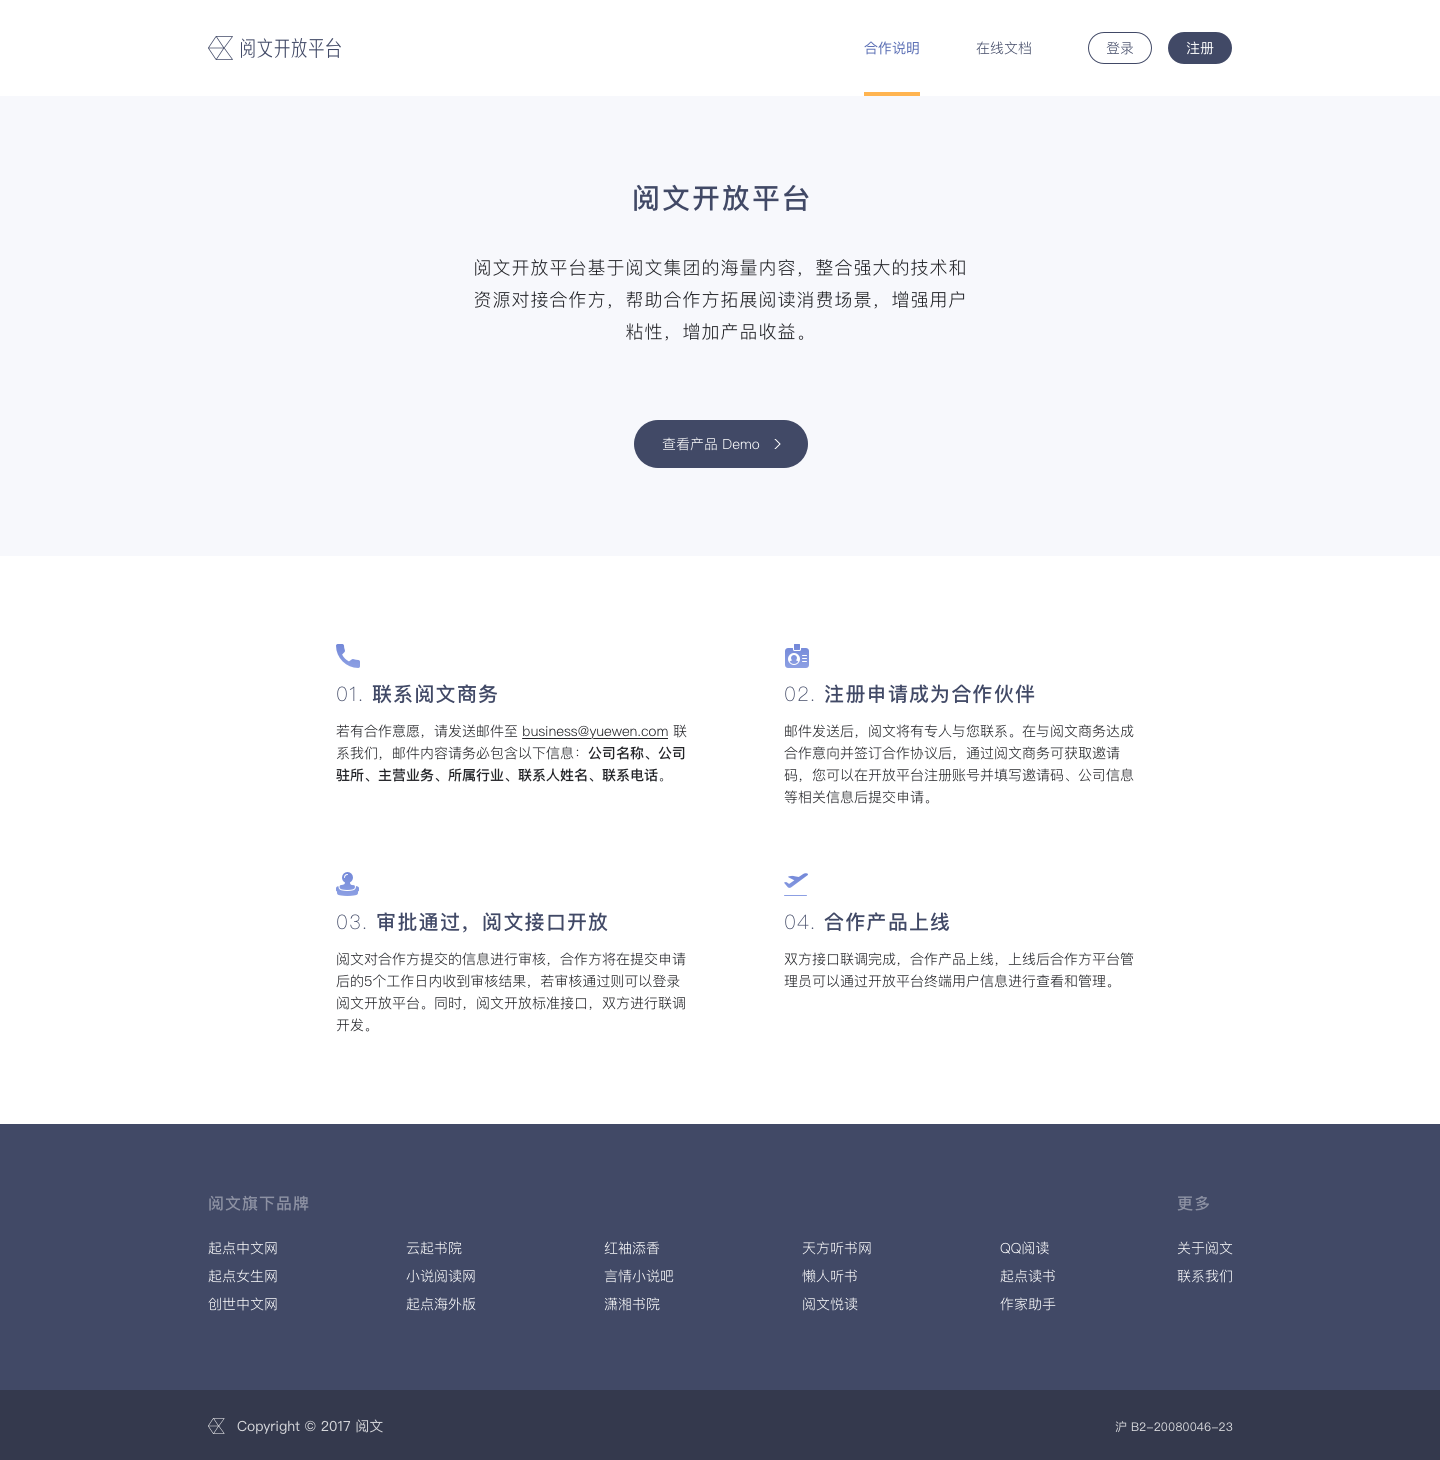 阅文开放平台
合作说明
在线文档
登录
注册
阅文开放平台
阅文开放平台基于阅文集团的海量内容，整合强大的技术和
资源对接合作方，帮助合作方拓展阅读消费场景，增强用户
粘性，增加产品收益。
查看产品 Demo
01. 联系阅文商务
若有合作意愿，请发送邮件至 business@yuewen.com 联
系我们，邮件内容请务必包含以下信息：公司名称、公司
驻所、主营业务、所属行业、联系人姓名、联系电话。
02. 注册申请成为合作伙伴
邮件发送后，阅文将有专人与您联系。在与阅文商务达成
合作意向并签订合作协议后，通过阅文商务可获取邀请
码，您可以在开放平台注册账号并填写邀请码、公司信息
等相关信息后提交申请。
03. 审批通过，阅文接口开放
阅文对合作方提交的信息进行审核，合作方将在提交申请
后的5个工作日内收到审核结果，若审核通过则可以登录
阅文开放平台。同时，阅文开放标准接口，双方进行联调
开发。
04. 合作产品上线
双方接口联调完成，合作产品上线，上线后合作方平台管
理员可以通过开放平台终端用户信息进行查看和管理。
阅文旗下品牌
更多
起点中文网 云起书院 红袖添香 天方听书网 QQ阅读 关于阅文
起点女生网 小说阅读网 言情小说吧 懒人听书 起点读书 联系我们
创世中文网 起点海外版 潇湘书院 阅文悦读 作家助手
Copyright © 2017 阅文
沪 B2-20080046-23